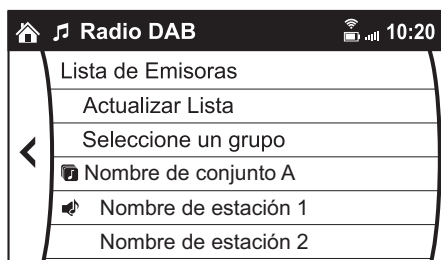 Radio DAB 10:20
Lista de Emisoras
Actualizar Lista
Seleccione un grupo
Nombre de conjunto A
Nombre de estación 1
Nombre de estación 2